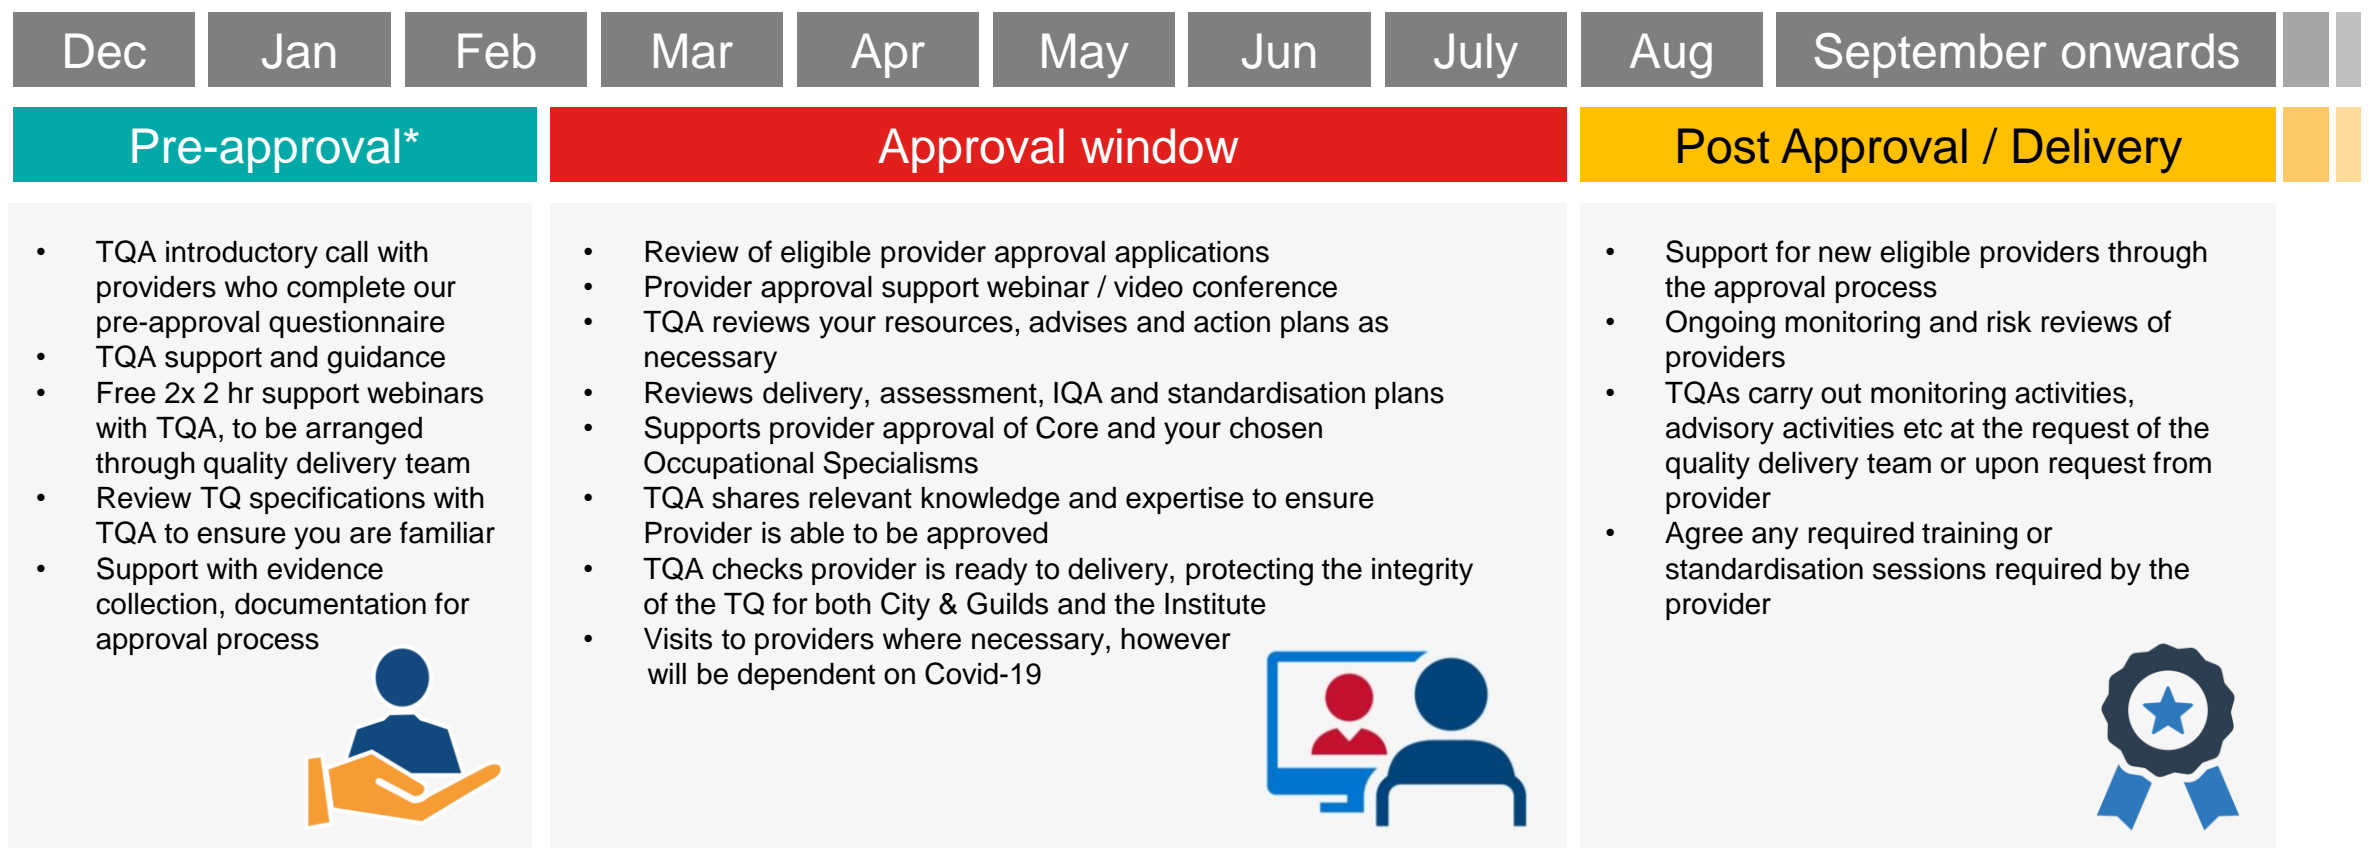 Dec Jan Feb Mar Apr May Jun July Aug September onwards
Pre-approval* Approval window Post Approval / Delivery
• TQA introductory call with
providers who complete our
pre-approval questionnaire
• TQA support and guidance
• Free 2x 2 hr support webinars
with TQA, to be arranged
through quality delivery team
• Review TQ specifications with
TQA to ensure you are familiar
• Support with evidence
collection, documentation for
approval process
• Review of eligible provider approval applications
• Provider approval support webinar / video conference
• TQA reviews your resources, advises and action plans as
necessary
• Reviews delivery, assessment, IQA and standardisation plans
• Supports provider approval of Core and your chosen
Occupational Specialisms
• TQA shares relevant knowledge and expertise to ensure
Provider is able to be approved
• TQA checks provider is ready to delivery, protecting the integrity
of the TQ for both City & Guilds and the Institute
• Visits to providers where necessary, however
will be dependent on Covid-19
• Support for new eligible providers through
the approval process
• Ongoing monitoring and risk reviews of
providers
• TQAs carry out monitoring activities,
advisory activities etc at the request of the
quality delivery team or upon request from
provider
• Agree any required training or
standardisation sessions required by the
provider